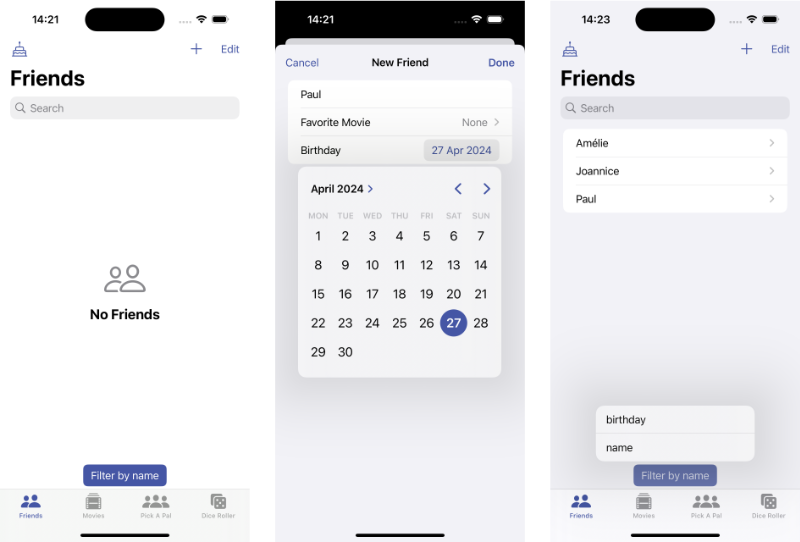 14:21
Edit
Friends
Search
No Friends
Filter by name
Friends
Movies
Pick A Pal
Dice Roller
14:21
Cancel
New Friend
Done
Paul
Favorite Movie
None
Birthday
27 Apr 2024
April 2024
MON TUE WED THU FRI SAT SUN
1 2 3 4 5 6 7
8 9 10 11 12 13 14
15 16 17 18 19 20 21
22 23 24 25 26 27 28
29 30
14:23
Edit
Friends
Search
Amélie
Joannice
Paul
birthday
name
Filter by name
Friends
Movies
Pick A Pal
Dice Roller